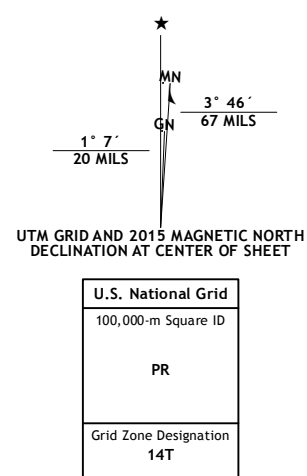 ★
MN
GN
3° 46´
67 MILS
1° 7´
20 MILS
UTM GRID AND 2015 MAGNETIC NORTH
DECLINATION AT CENTER OF SHEET
U.S. National Grid
100,000-m Square ID
PR
Grid Zone Designation
14T